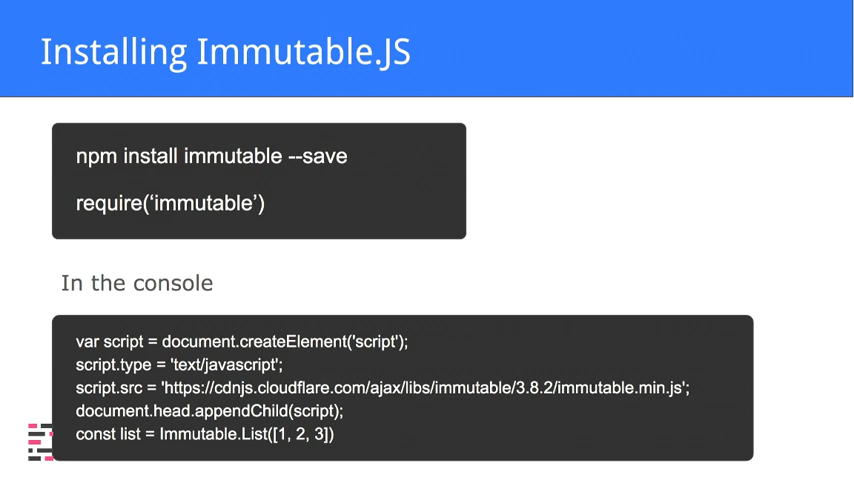 Installing Immutable.JS
npm install immutable --save
require(‘immutable’)
In the console
var script = document.createElement('script');
script.type = 'text/javascript';
script.src = 'https://cdnjs.cloudflare.com/ajax/libs/immutable/3.8.2/immutable.min.js';
document.head.appendChild(script);
const list = Immutable.List([1, 2, 3])